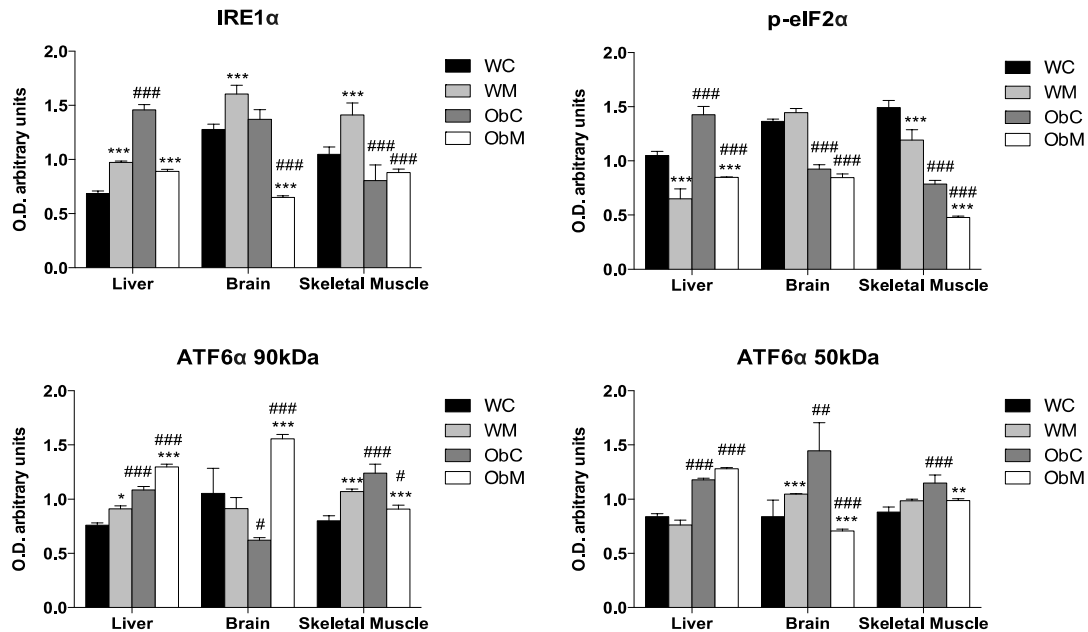 IRE1α
O.D. arbitrary units
2.0
1.5
1.0
0.5
0.0
***
###
***
***
###
***
***
###
###
Liver
Brain
Skeletal Muscle
WC
WM
ObC
ObM
p-eIF2α
O.D. arbitrary units
2.0
1.5
1.0
0.5
0.0
***
###
###
***
###
###
***
###
###
***
Liver
Brain
Skeletal Muscle
WC
WM
ObC
ObM
ATF6α 90kDa
O.D. arbitrary units
2.0
1.5
1.0
0.5
0.0
*
###
###
***
#
###
***
***
###
#
***
Liver
Brain
Skeletal Muscle
WC
WM
ObC
ObM
ATF6α 50kDa
O.D. arbitrary units
2.0
1.5
1.0
0.5
0.0
###
###
***
##
###
***
###
**
Liver
Brain
Skeletal Muscle
WC
WM
ObC
ObM